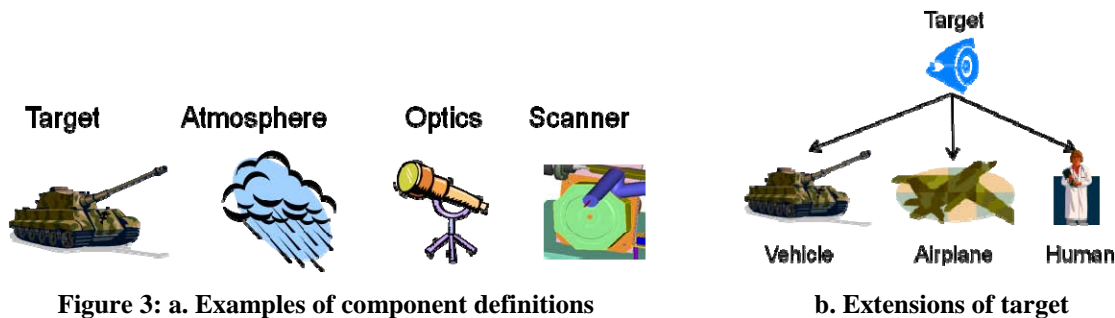 Target Atmosphere Optics Scanner
Target
Vehicle Airplane Human
Figure 3: a. Examples of component definitions b. Extensions of target